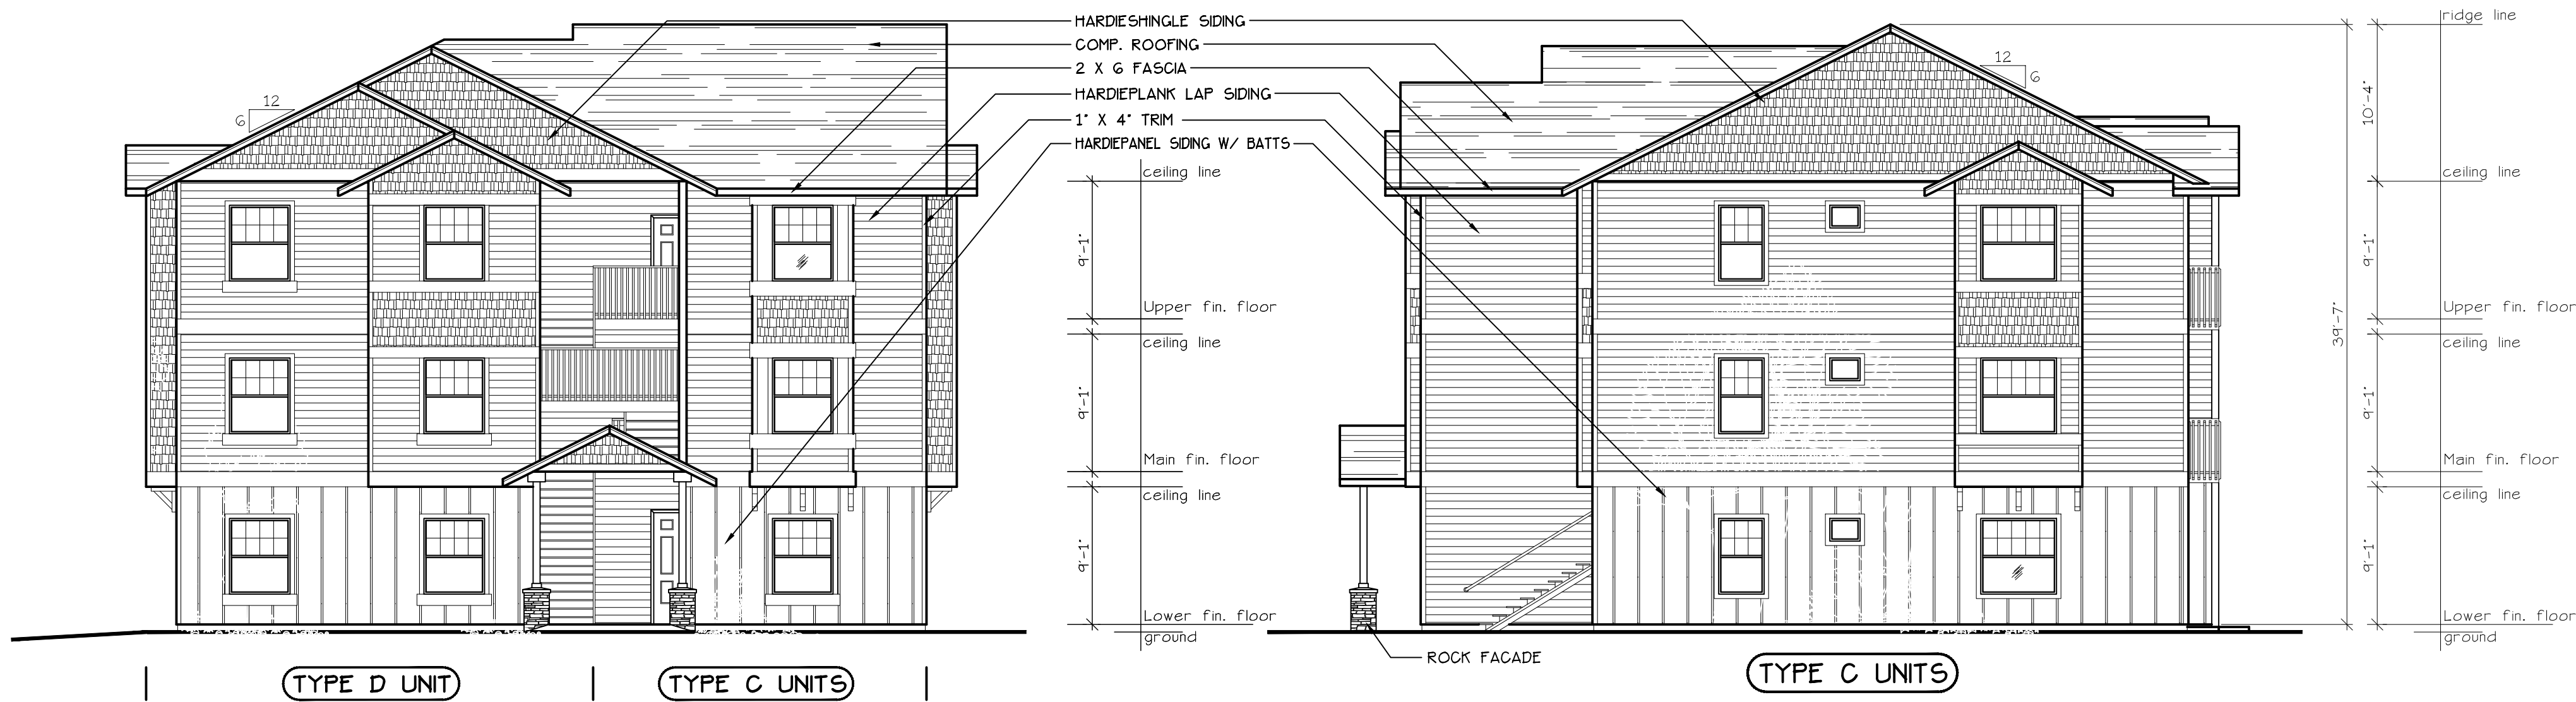 HARDIESHINGLE SIDING
COMP. ROOFING
2 X 6 FASCIA
HARDIEPLANK LAP SIDING
1" X 4" TRIM
HARDIEPANEL SIDING W/ BATTS
12
6
ceiling line
9'-1"
Upper fin. floor
ceiling line
9'-1"
Main fin. floor
ceiling line
9'-1"
Lower fin. floor
ground
TYPE D UNIT
TYPE C UNITS
12
6
ridge line
10'-4"
ceiling line
9'-1"
Upper fin. floor
39'-7"
ceiling line
9'-1"
Main fin. floor
ceiling line
9'-1"
Lower fin. floor
ground
ROCK FACADE
TYPE C UNITS